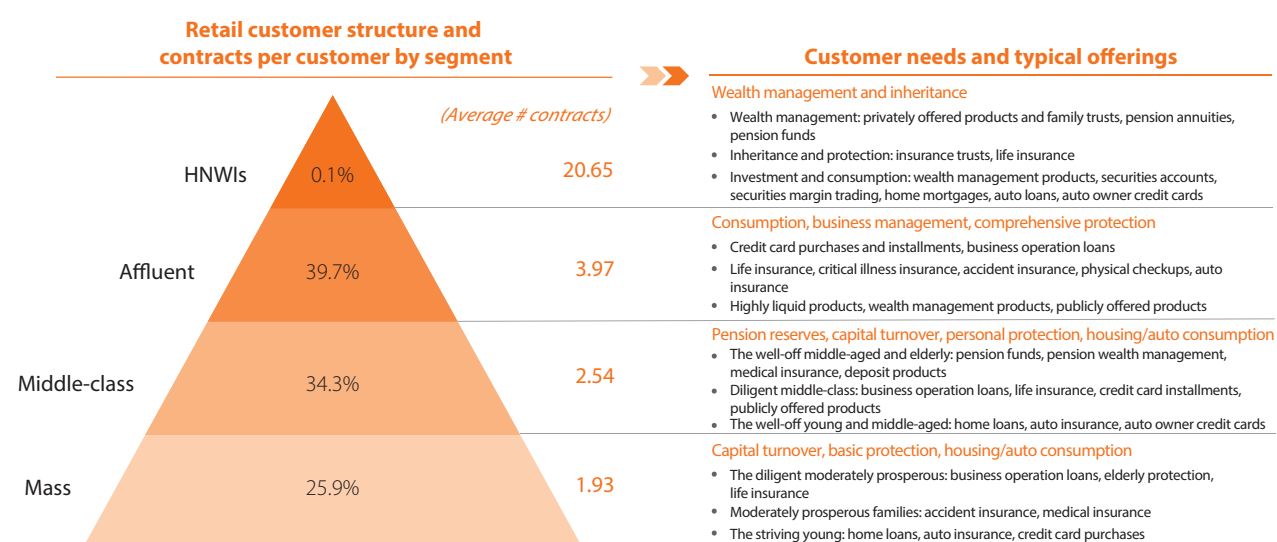 Retail customer structure and
contracts per customer by segment
(Average # contracts)
HNWIs
0.1%
20.65
Affluent
39.7%
3.97
Middle-class
34.3%
2.54
Mass
25.9%
1.93
Customer needs and typical offerings
Wealth management and inheritance
• Wealth management: privately offered products and family trusts, pension annuities,
pension funds
• Inheritance and protection: insurance trusts, life insurance
• Investment and consumption: wealth management products, securities accounts,
securities margin trading, home mortgages, auto loans, auto owner credit cards
Consumption, business management, comprehensive protection
• Credit card purchases and installments, business operation loans
• Life insurance, critical illness insurance, accident insurance, physical checkups, auto
insurance
• Highly liquid products, wealth management products, publicly offered products
Pension reserves, capital turnover, personal protection, housing/auto consumption
• The well-off middle-aged and elderly: pension funds, pension wealth management,
medical insurance, deposit products
• Diligent middle-class: business operation loans, life insurance, credit card installments,
publicly offered products
• The well-off young and middle-aged: home loans, auto insurance, auto owner credit cards
Capital turnover, basic protection, housing/auto consumption
• The diligent moderately prosperous: business operation loans, elderly protection,
life insurance
• Moderately prosperous families: accident insurance, medical insurance
• The striving young: home loans, auto insurance, credit card purchases